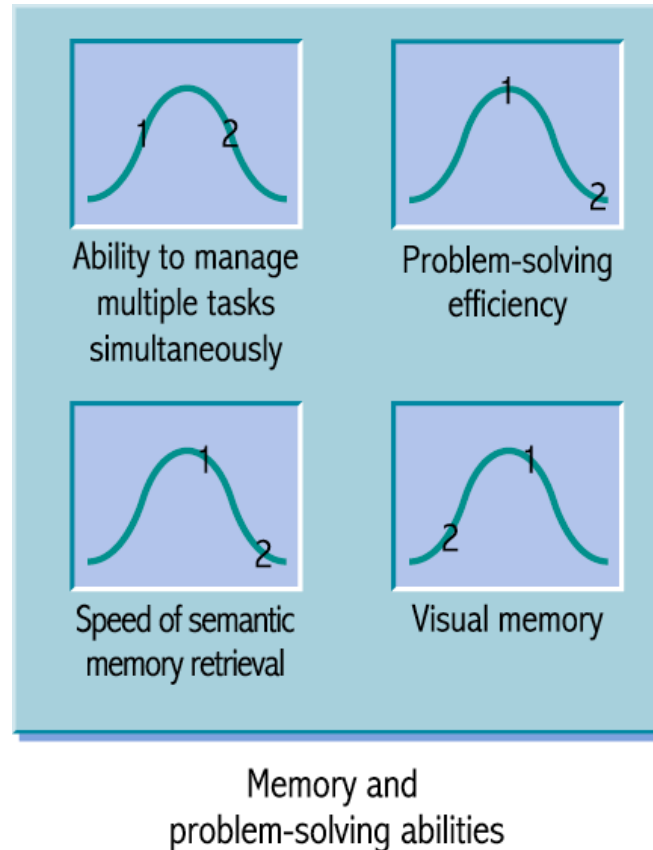 1
2
Ability to manage
multiple tasks
simultaneously
1
2
Problem-solving
efficiency
1
2
Speed of semantic
memory retrieval
1
2
Visual memory
Memory and
problem-solving abilities